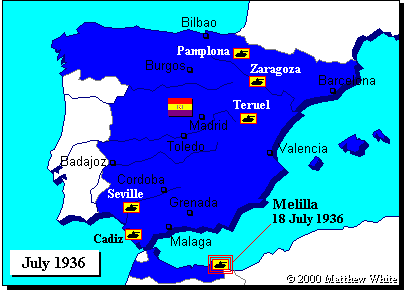 Bilbao
Pamplona
Burgos
Zaragoza
Barcelona
Teruel
Madrid
Toledo
Valencia
Badajoz
Cordoba
Seville
Grenada
Melilla
18 July 1936
Cadiz
Malaga
July 1936
© 2000 Matthew White